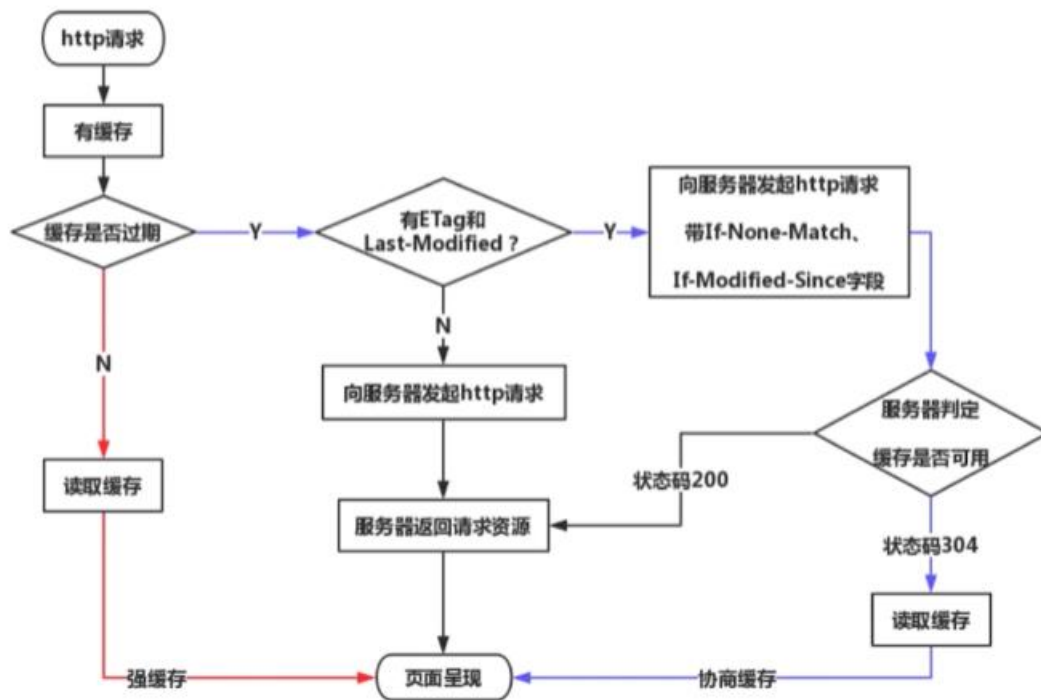 http请求
有缓存
缓存是否过期
Y
有ETag和
Last-Modified ?
Y
向服务器发起http请求
带If-None-Match、
If-Modified-Since字段
N
N
向服务器发起http请求
服务器判定
缓存是否可用
读取缓存
状态码200
服务器返回请求资源
状态码304
读取缓存
强缓存
页面呈现
协商缓存